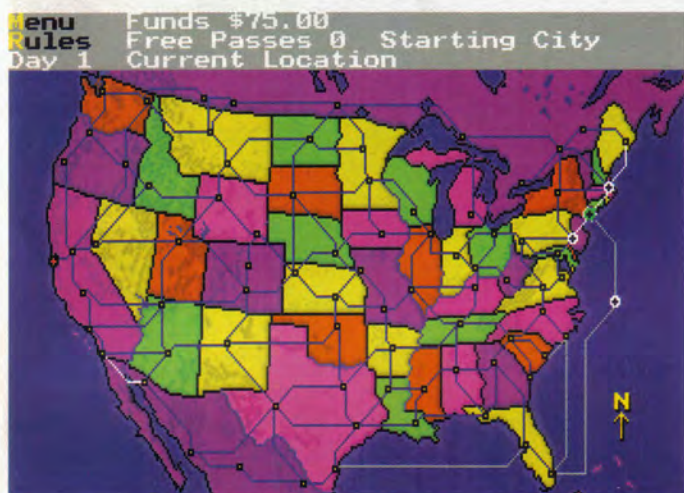 Menu Funds $75.00
Rules Free Passes 0 Starting City
Day 1 Current Location
N